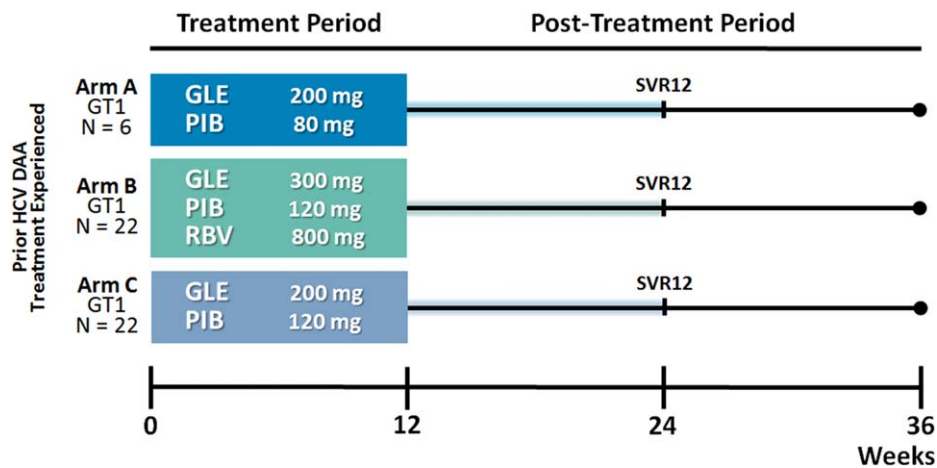 Treatment Period
Post-Treatment Period
Prior HCV DAA
Treatment Experienced
Arm A
GT1
N = 6
GLE 200 mg
PIB 80 mg
SVR12
Arm B
GT1
N = 22
GLE 300 mg
PIB 120 mg
RBV 800 mg
SVR12
Arm C
GT1
N = 22
GLE 200 mg
PIB 120 mg
SVR12
0 12 24 36
Weeks